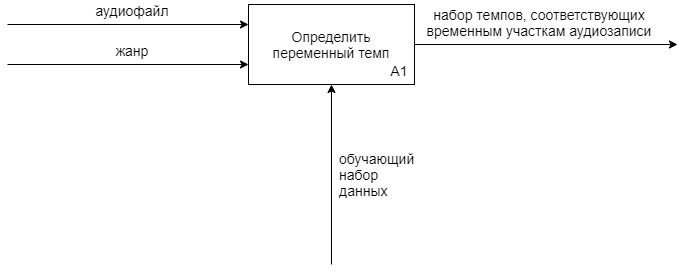 аудиофайл
жанр
Определить
переменный темп
A1
набор темпов, соответствующих
временным участкам аудиозаписи
обучающий
набор
данных